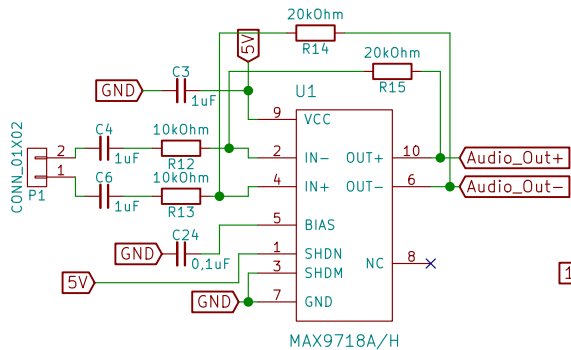 20kOhm
R14
5V
20kOhm
R15
C3
GND
1uF
U1
9
VCC
CONN_01X02
P1
2
1
C4
1uF
10kOhm
R12
2
IN-
OUT+
10
Audio_Out+
C6
1uF
10kOhm
R13
4
IN+
OUT-
6
Audio_Out-
5
BIAS
C24
GND
0,1uF
1
SHDN
NC
8
5V
3
SHDM
GND
7
GND
1
MAX9718A/H